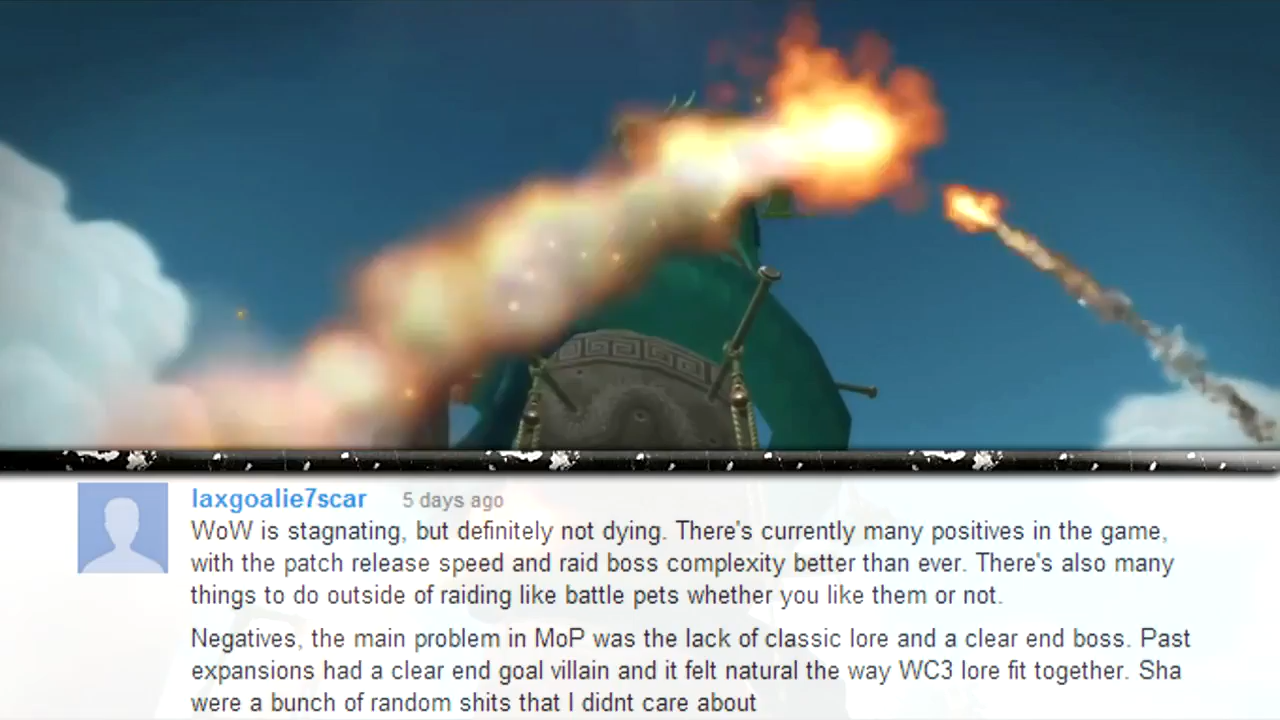 laxgoalie7scar 5 days ago
WoW is stagnating, but definitely not dying. There's currently many positives in the game,
with the patch release speed and raid boss complexity better than ever. There's also many
things to do outside of raiding like battle pets whether you like them or not.
Negatives, the main problem in MoP was the lack of classic lore and a clear end boss. Past
expansions had a clear end goal villain and it felt natural the way WC3 lore fit together. Sha
were a bunch of random shits that I didnt care about